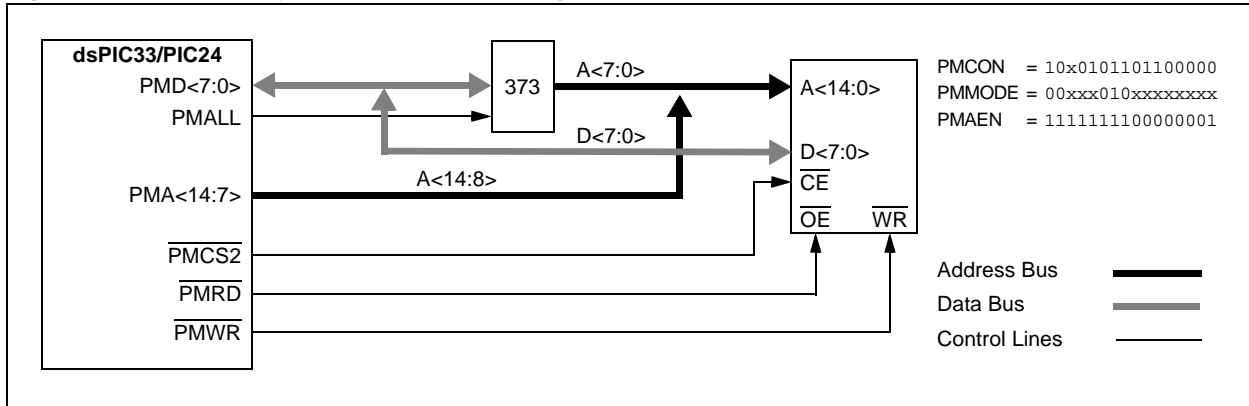 dsPIC33/PIC24
PMD<7:0>
PMALL
PMA<14:7>
PMCS2
PMRD
PMWR
373
A<7:0>
D<7:0>
A<14:8>
A<14:0>
D<7:0>
CE
OE WR
PMCON = 10x0101101100000
PMMODE = 00xxx010xxxxxxxx
PMAEN = 1111111100000001
Address Bus
Data Bus
Control Lines